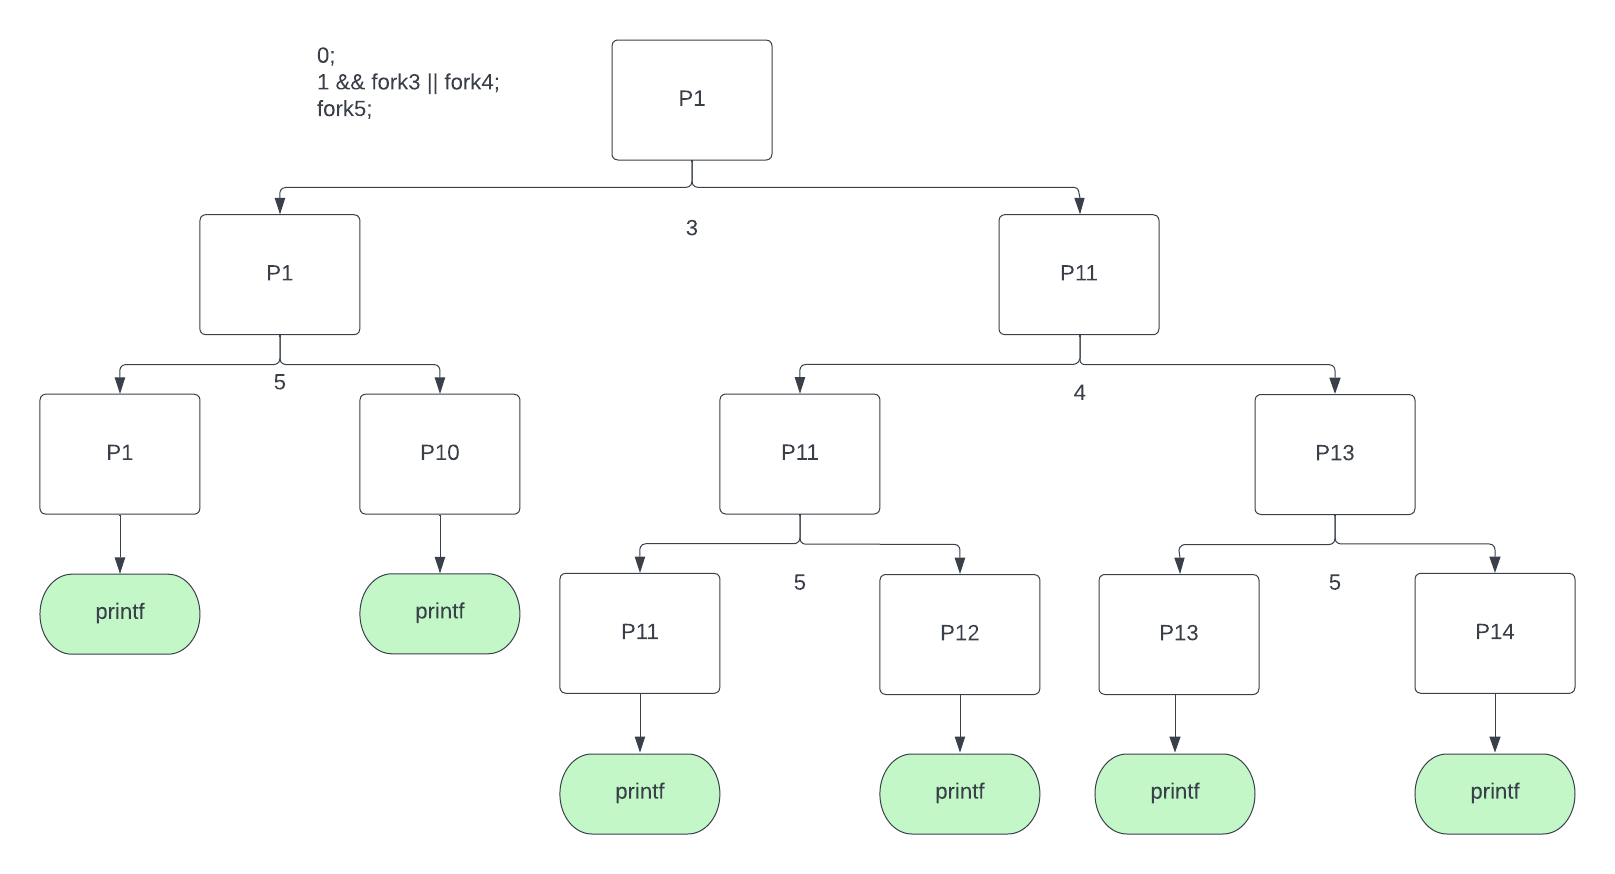 0;
1 && fork3 || fork4;
fork5;
P1
3
P1
P11
5
4
P1
P10
P11
P13
printf
printf
5
5
P11
P12
P13
P14
printf
printf
printf
printf